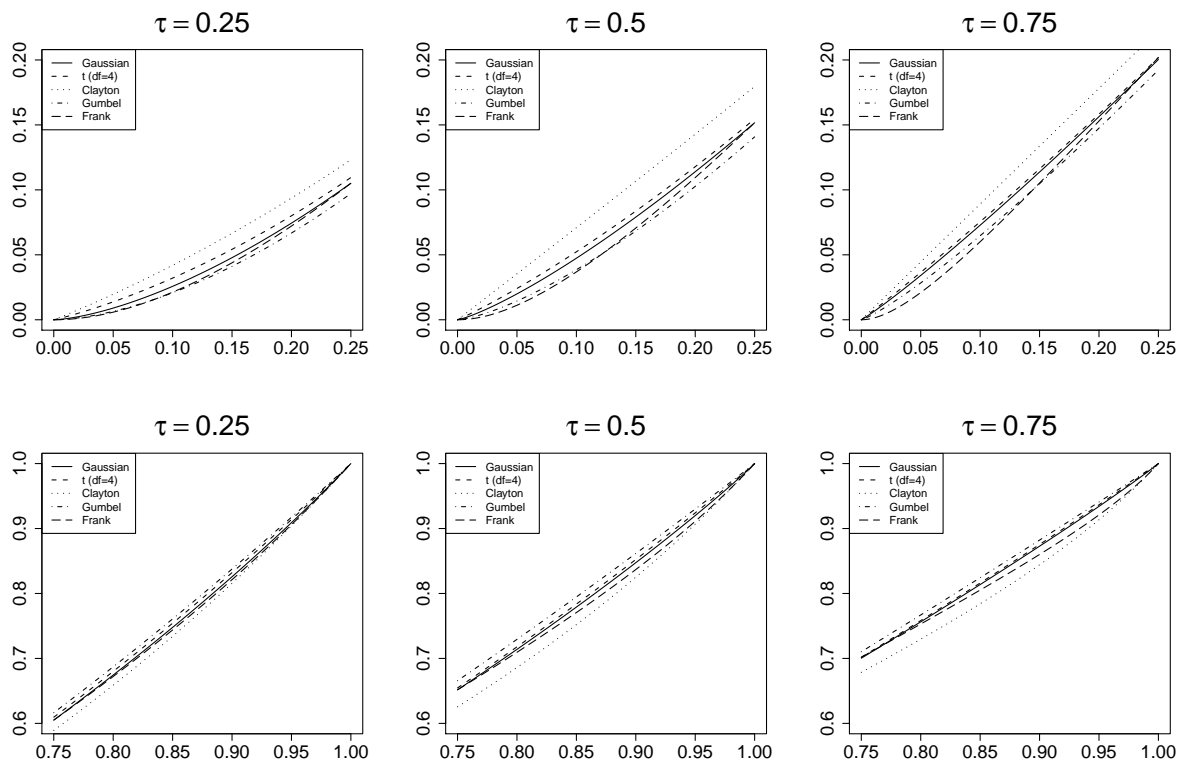 τ = 0.25
Gaussian
t (df=4)
Clayton
Gumbel
Frank
0.20
0.15
0.10
0.05
0.00
0.00 0.05 0.10 0.15 0.20 0.25
τ = 0.5
Gaussian
t (df=4)
Clayton
Gumbel
Frank
0.20
0.15
0.10
0.05
0.00
0.00 0.05 0.10 0.15 0.20 0.25
τ = 0.75
Gaussian
t (df=4)
Clayton
Gumbel
Frank
0.20
0.15
0.10
0.05
0.00
0.00 0.05 0.10 0.15 0.20 0.25
τ = 0.25
Gaussian
t (df=4)
Clayton
Gumbel
Frank
1.0
0.9
0.8
0.7
0.6
0.75 0.80 0.85 0.90 0.95 1.00
τ = 0.5
Gaussian
t (df=4)
Clayton
Gumbel
Frank
1.0
0.9
0.8
0.7
0.6
0.75 0.80 0.85 0.90 0.95 1.00
τ = 0.75
Gaussian
t (df=4)
Clayton
Gumbel
Frank
1.0
0.9
0.8
0.7
0.6
0.75 0.80 0.85 0.90 0.95 1.00